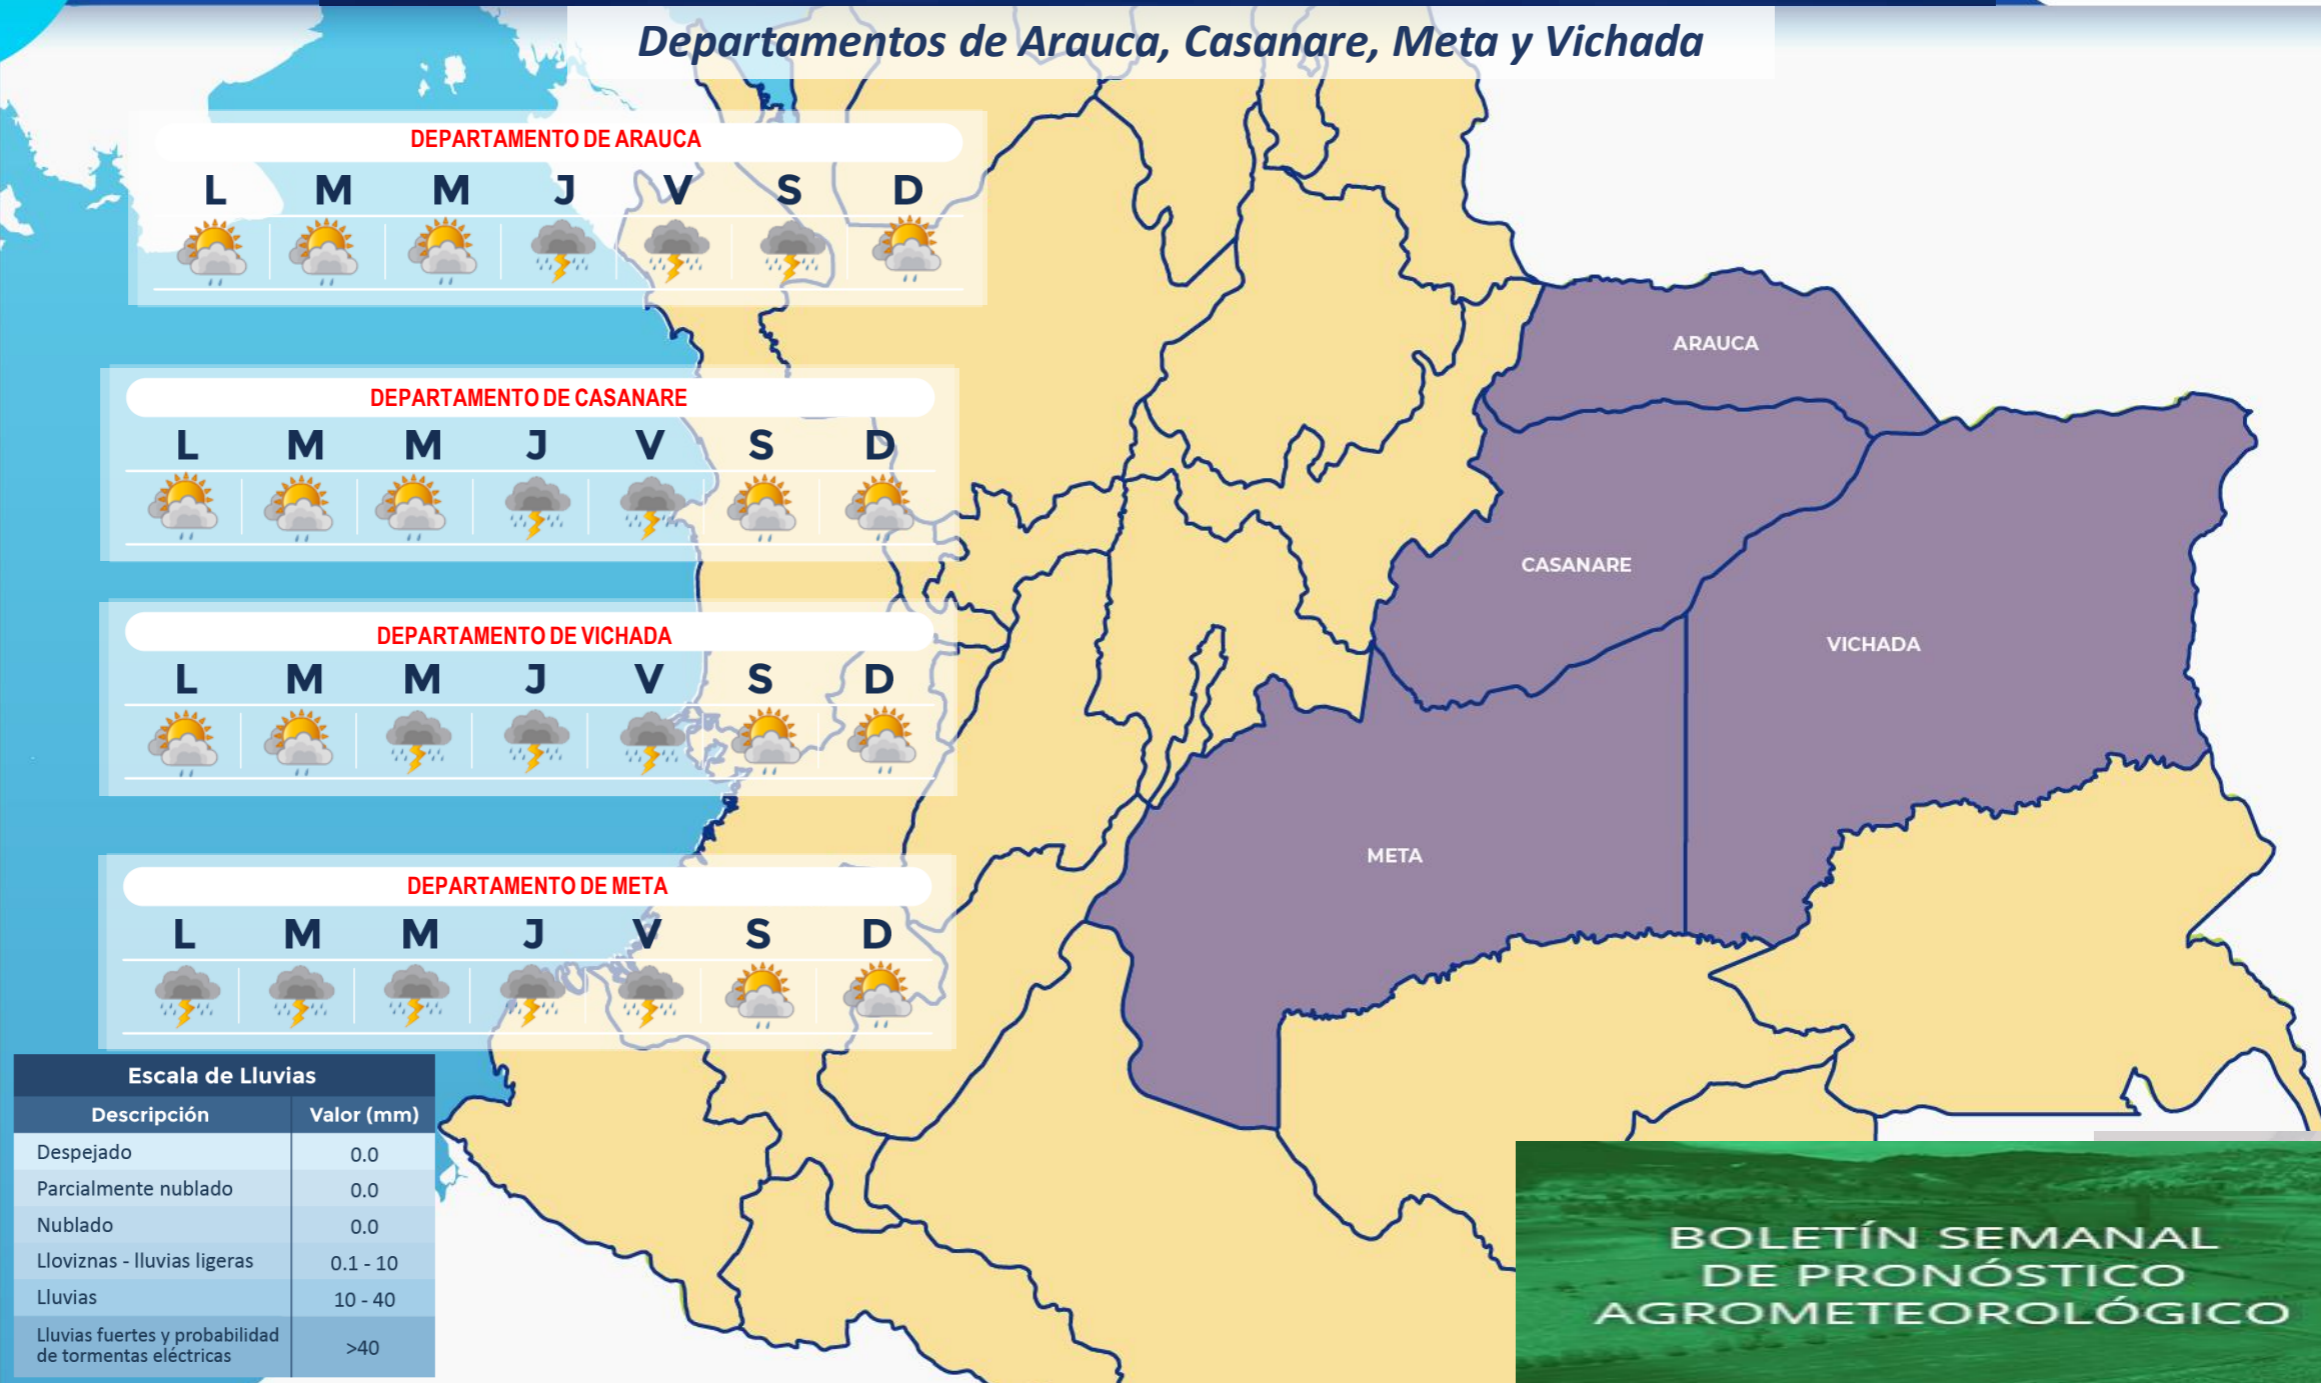 Departamentos de Arauca, Casanare, Meta y Vichada
DEPARTAMENTO DE ARAUCA
L M M J V S D
DEPARTAMENTO DE CASANARE
L M M J V S D
DEPARTAMENTO DE VICHADA
L M M J V S D
DEPARTAMENTO DE META
L M M J V S D
ARAUCA
CASANARE
VICHADA
META
Escala de Lluvias
Descripción Valor (mm)
Despejado 0.0
Parcialmente nublado 0.0
Nublado 0.0
Lloviznas - lluvias ligeras 0.1 - 10
Lluvias 10 - 40
Lluvias fuertes y probabilidad
de tormentas eléctricas >40
BOLETÍN SEMANAL
DE PRONÓSTICO
AGROMETEOROLÓGICO